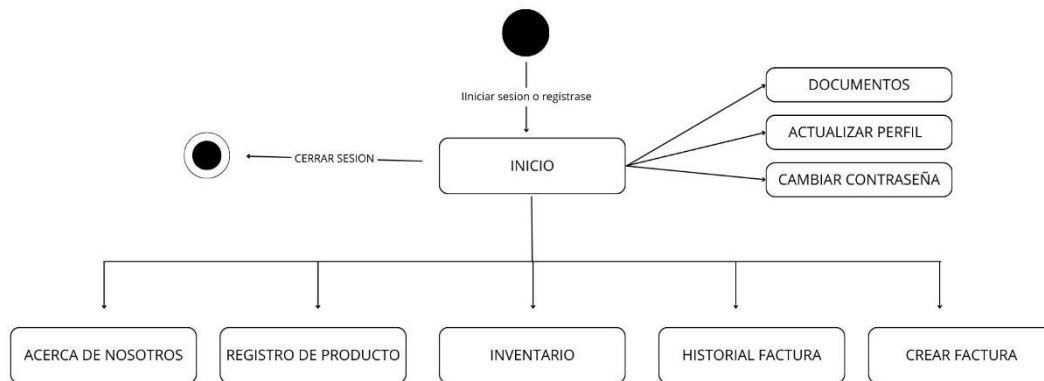 IIniciar sesion o registrase
DOCUMENTOS
ACTUALIZAR PERFIL
CERRAR SESION
INICIO
CAMBIAR CONTRASEÑA
ACERCA DE NOSOTROS
REGISTRO DE PRODUCTO
INVENTARIO
HISTORIAL FACTURA
CREAR FACTURA